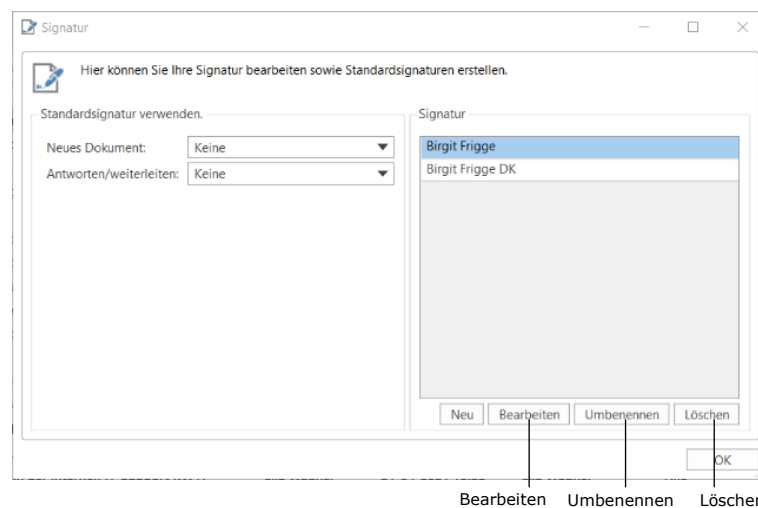 Signatur
Hier können Sie Ihre Signatur bearbeiten sowie Standardsignaturen erstellen.
Standardsignatur verwenden.
Neues Dokument: Keine
Antworten/weiterleiten: Keine
Signatur
Birgit Frigge
Birgit Frigge DK
Neu Bearbeiten Umbenennen Löschen
OK
Bearbeiten Umbenennen Löschen